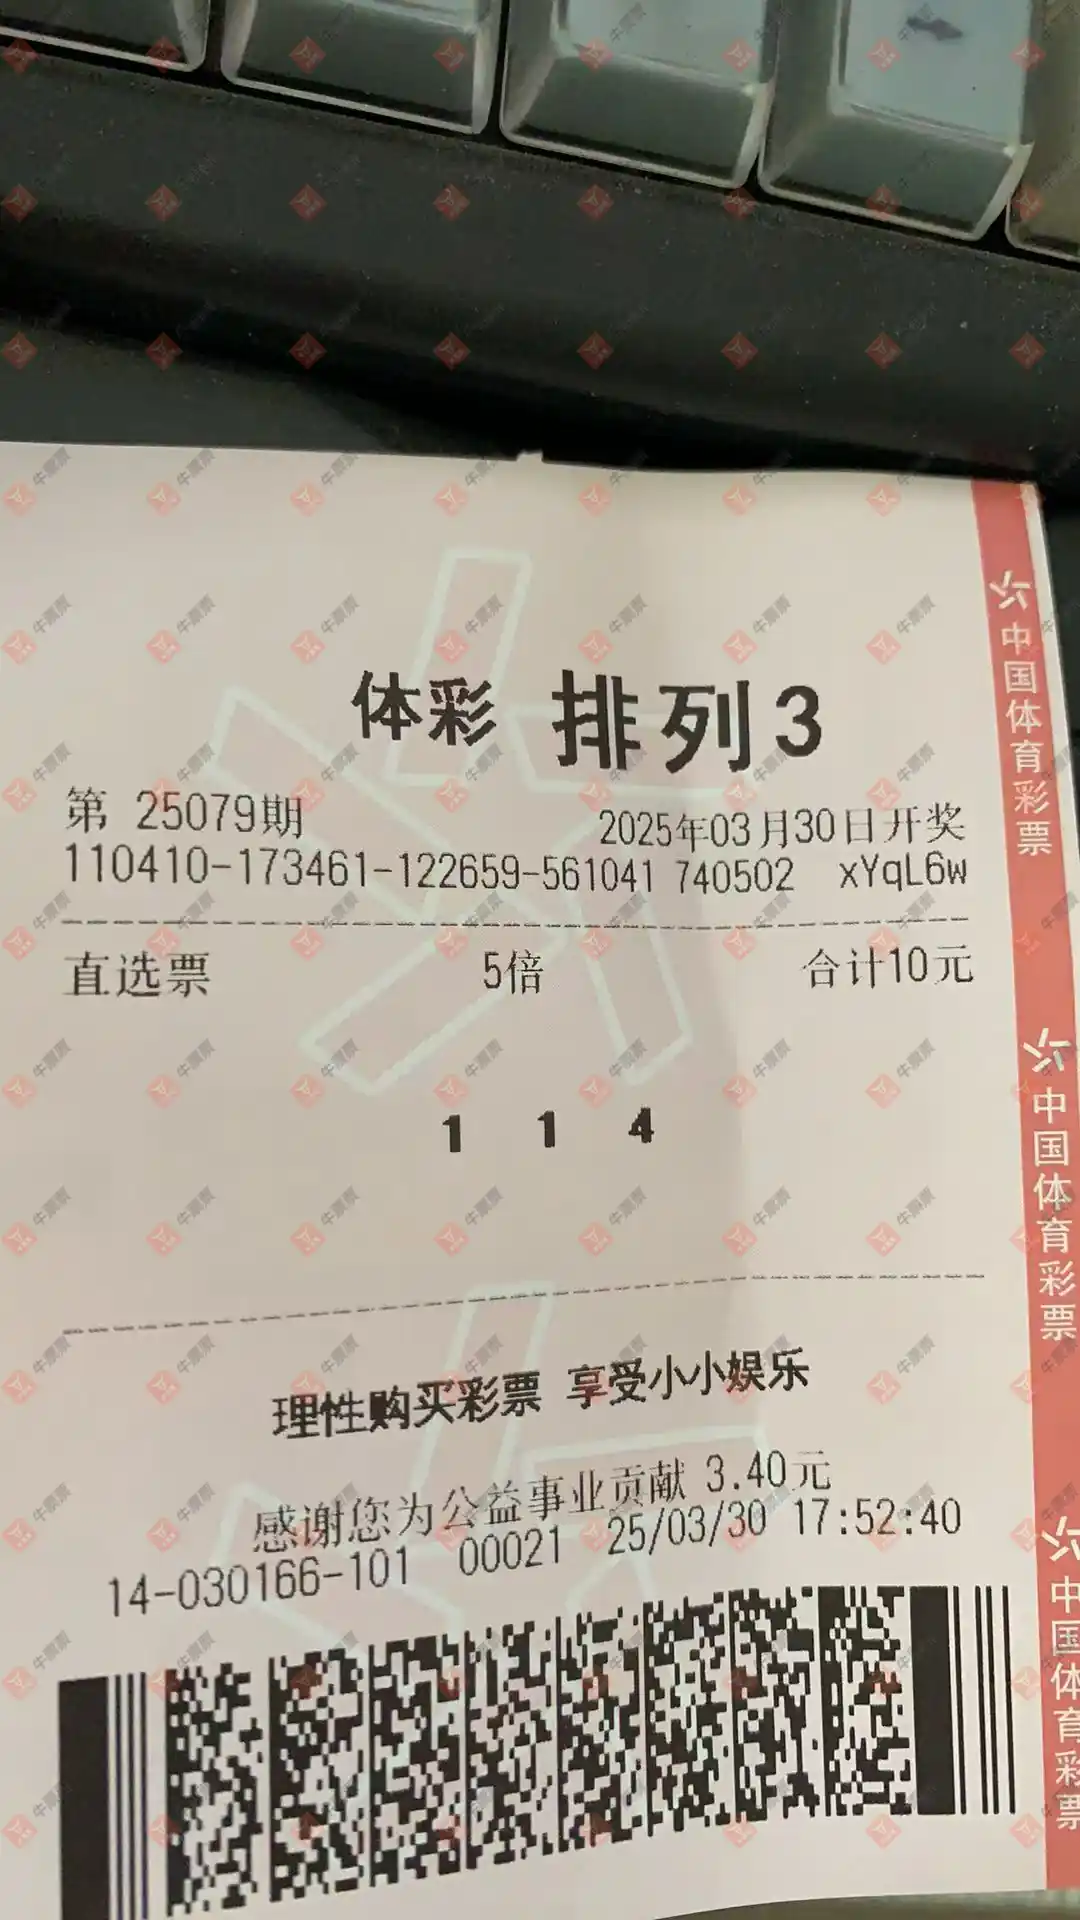 体彩 排列3
第 25079期 2025年03月30日开奖
110410-173461-122659-561041 740502 xYqL6w
直选票 5倍 合计10元
1 1 4
理性购买彩票 享受小小娱乐
感谢您为公益事业贡献 3.40元
14-030166-101 00021 25/03/30 17:52:40
中国体育彩票
中国体育彩票
中国体育彩票
牛票票